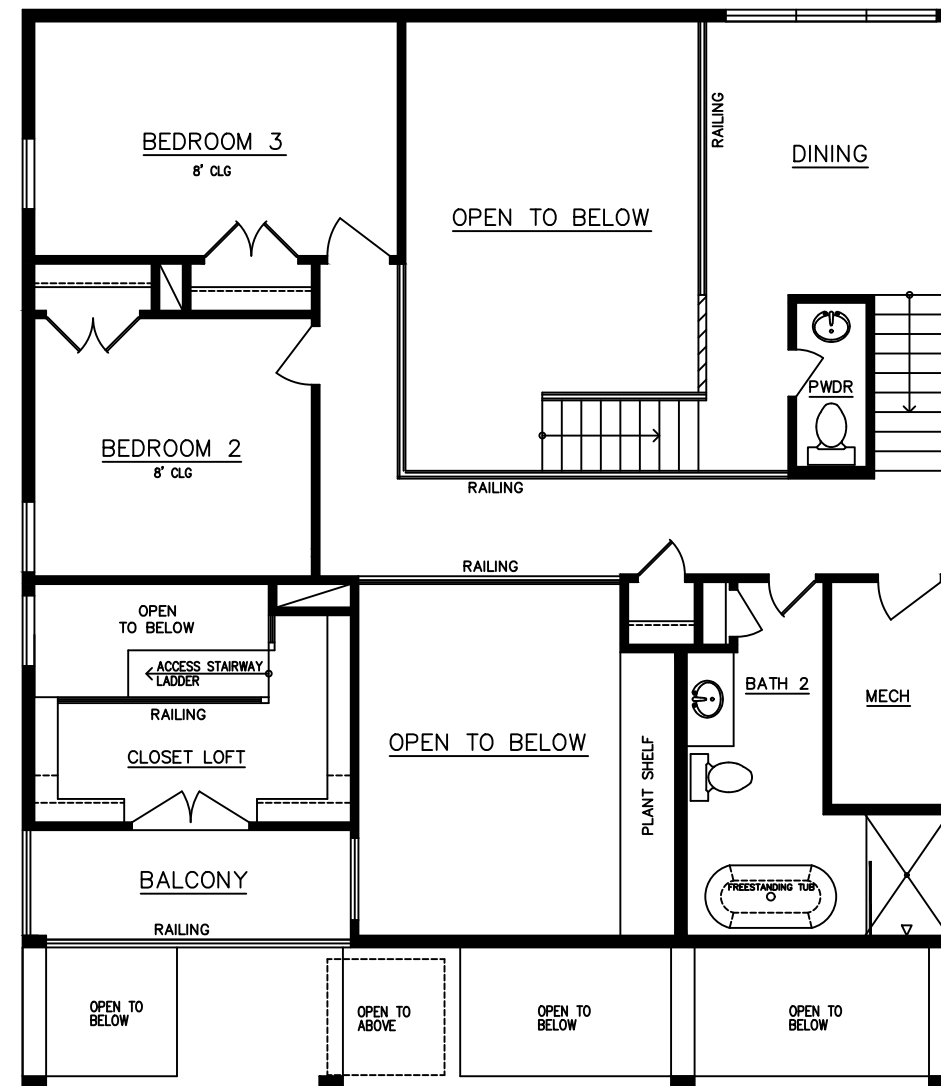 BEDROOM 3
8' CLG
RAILING
DINING
OPEN TO BELOW
PWDR
BEDROOM 2
8' CLG
RAILING
RAILING
OPEN
TO BELOW
ACCESS STAIRWAY
LADDER
RAILING
CLOSET LOFT
OPEN TO BELOW
PLANT SHELF
BATH 2
MECH
BALCONY
FREESTANDING TUB
RAILING
OPEN TO
BELOW
OPEN TO
ABOVE
OPEN TO
BELOW
OPEN TO
BELOW